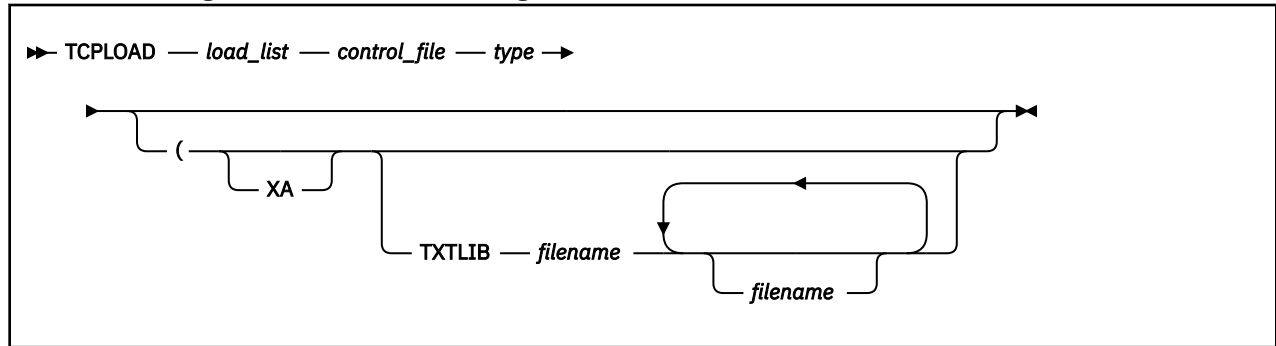 TCPLOAD load_list control_file type
(
XA
TXTLIB filename
filename